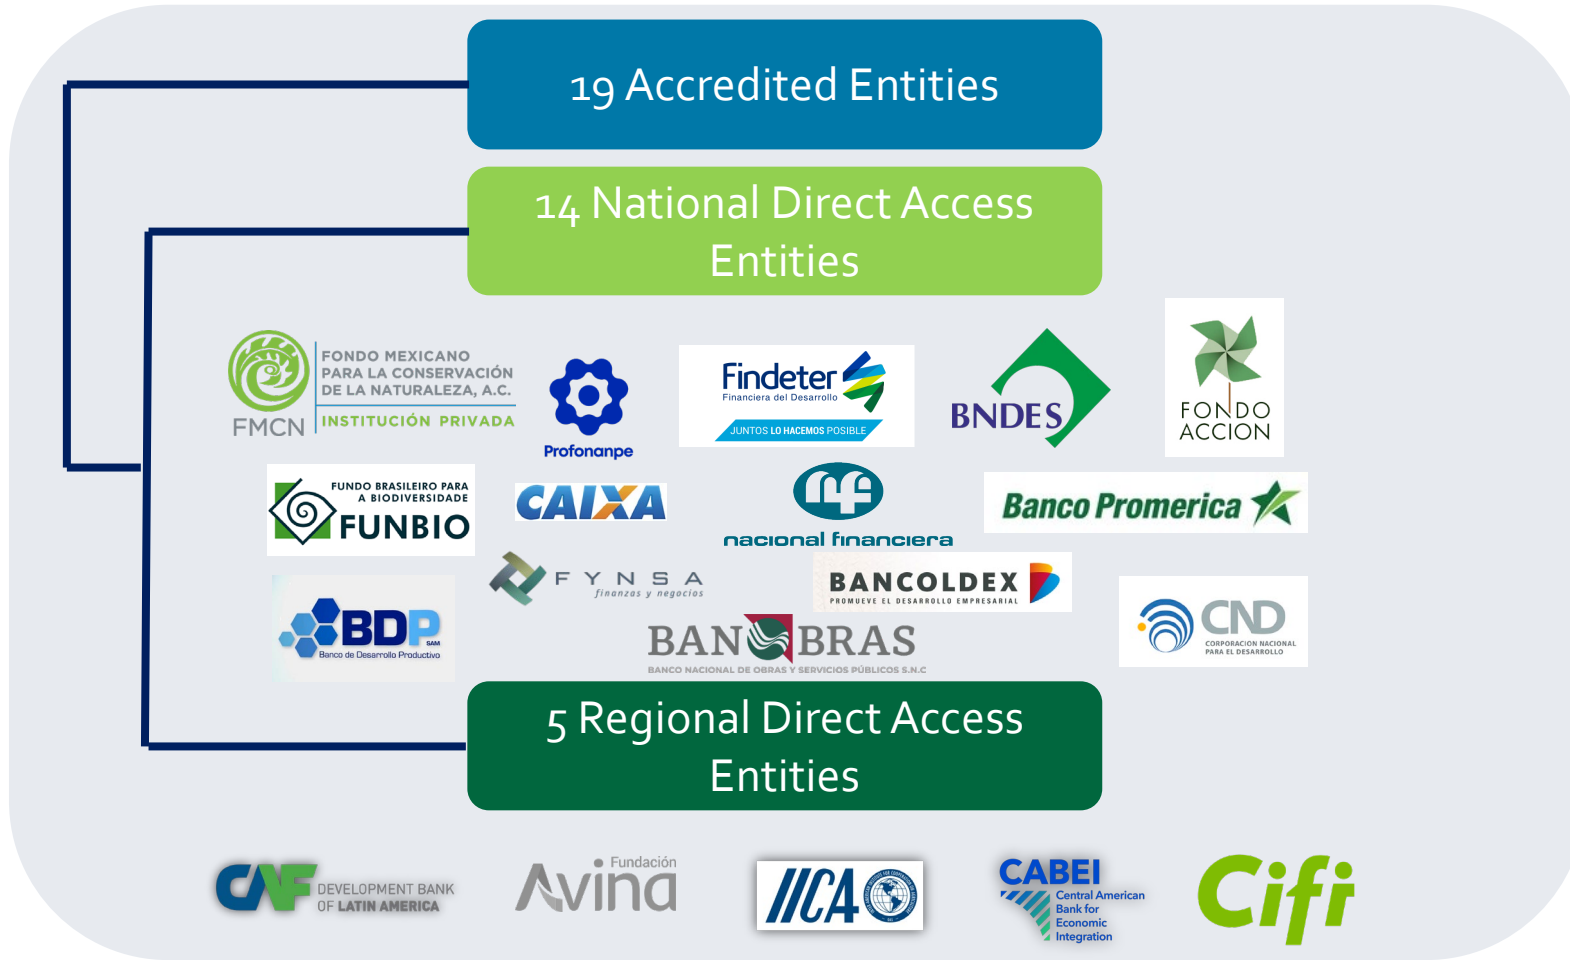 19 Accredited Entities
14 National Direct Access
Entities
FONDO MEXICANO
PARA LA CONSERVACIÓN
DE LA NATURALEZA, A.C.
FMCN
INSTITUCIÓN PRIVADA
Profonanpe
Findeter
Financiera del Desarrollo
JUNTOS LO HACEMOS POSIBLE
BNDES
FONDO
ACCION
FUNDO BRASILEIRO PARA
A BIODIVERSIDADE
FUNBIO
CAIXA
nf
nacional financiera
Banco Promerica
BDP
SAM
Banco de Desarrollo Productivo
FYNSA
finanzas y negocios
BANCOLDEX
PROMUEVE EL DESARROLLO EMPRESARIAL
BANOBRAS
BANCO NACIONAL DE OBRAS Y SERVICIOS PÚBLICOS S.N.C
CND
CORPORACION NACIONAL
PARA EL DESARROLLO
5 Regional Direct Access
Entities
CAF
DEVELOPMENT BANK
OF LATIN AMERICA
Fundación
Avina
IICA
CABEI
Central American
Bank for
Economic
Integration
Cifi